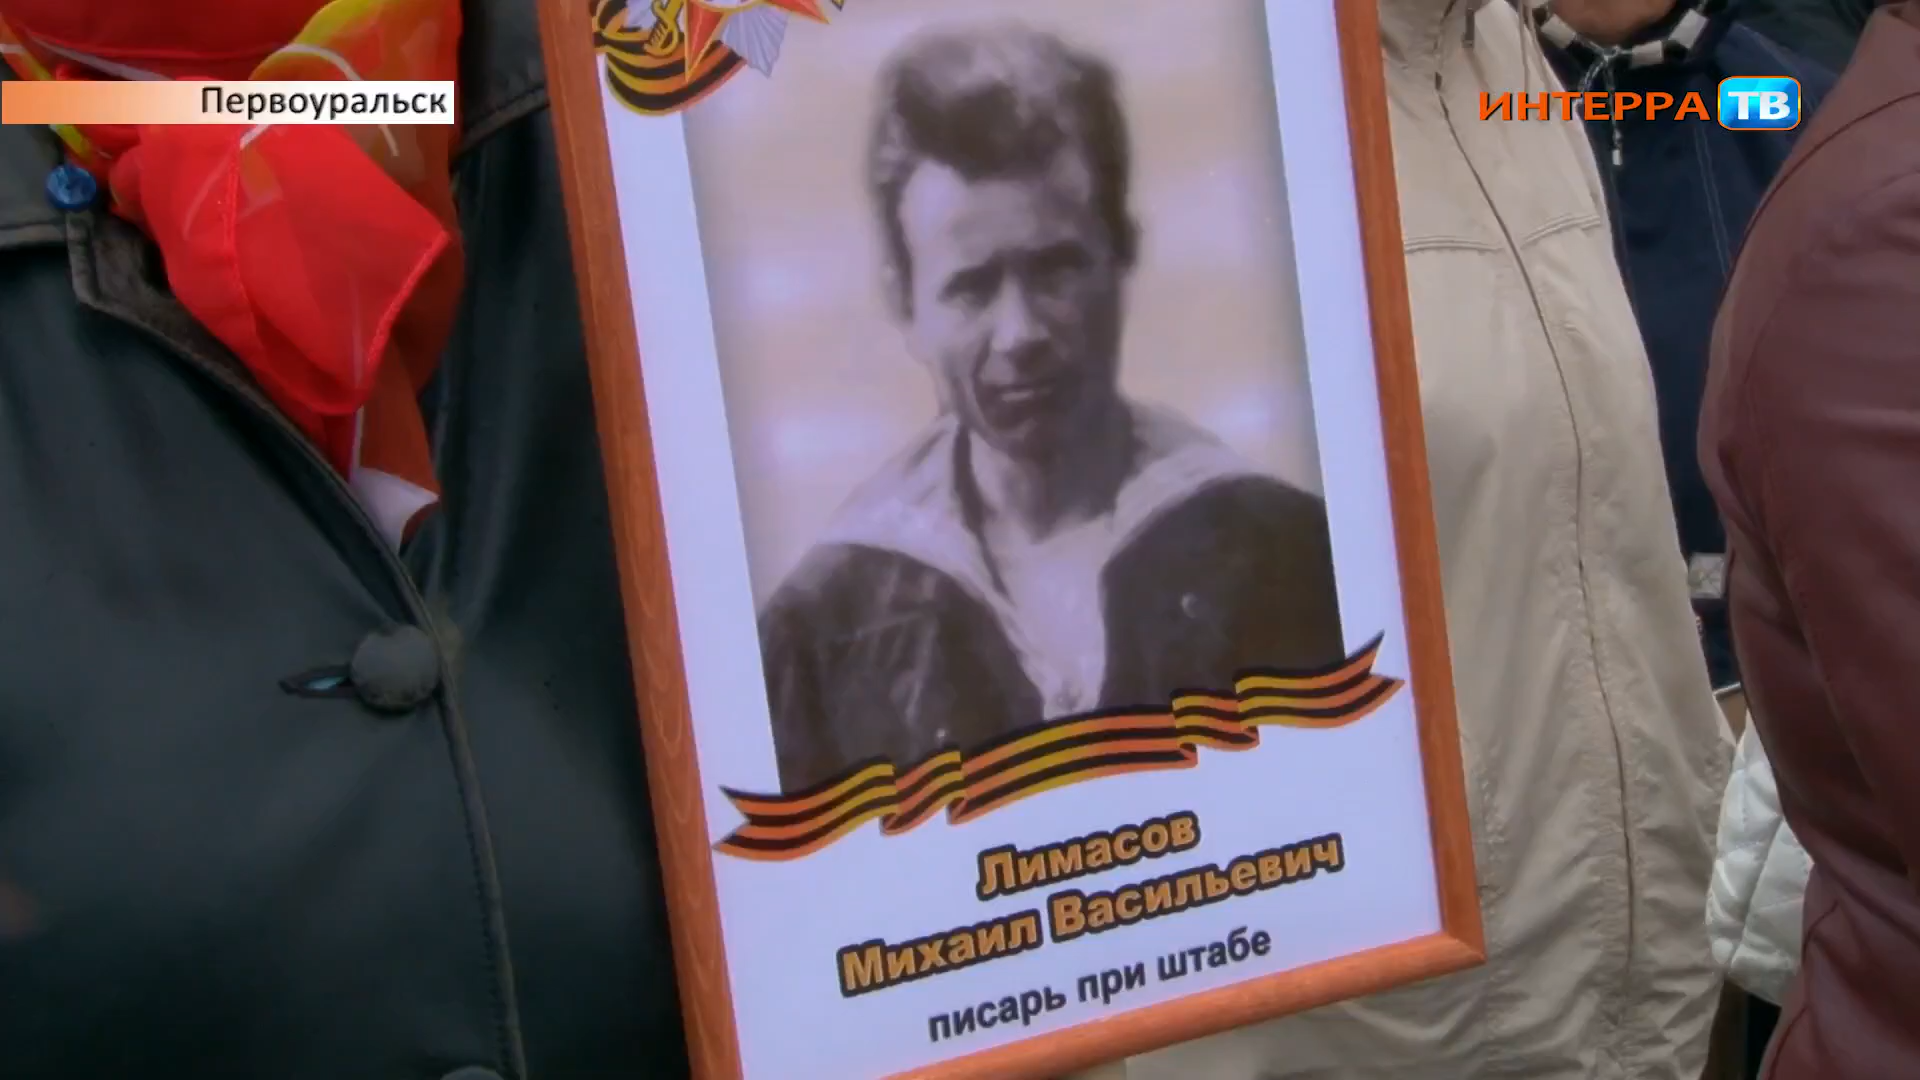 Первоуральск
ИНТЕРРА ТВ
Лимасов
Михаил Васильевич
писарь при штабе